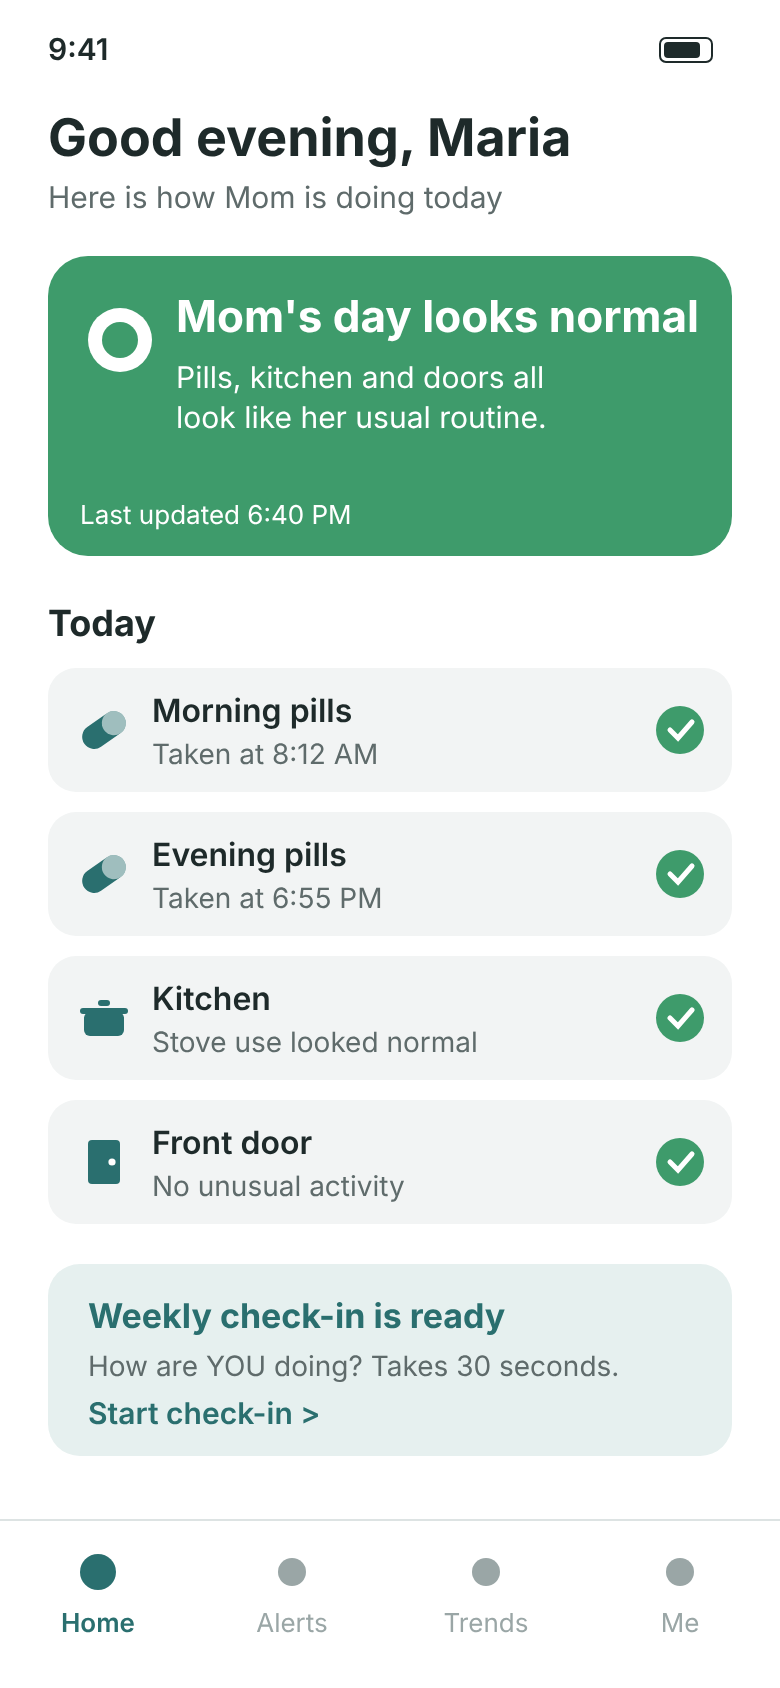 9:41
Good evening, Maria
Here is how Mom is doing today
Mom's day looks normal
Pills, kitchen and doors all
look like her usual routine.
Last updated 6:40 PM
Today
Morning pills
Taken at 8:12 AM
Evening pills
Taken at 6:55 PM
Kitchen
Stove use looked normal
Front door
No unusual activity
Weekly check-in is ready
How are YOU doing? Takes 30 seconds.
Start check-in >
Home
Alerts
Trends
Me